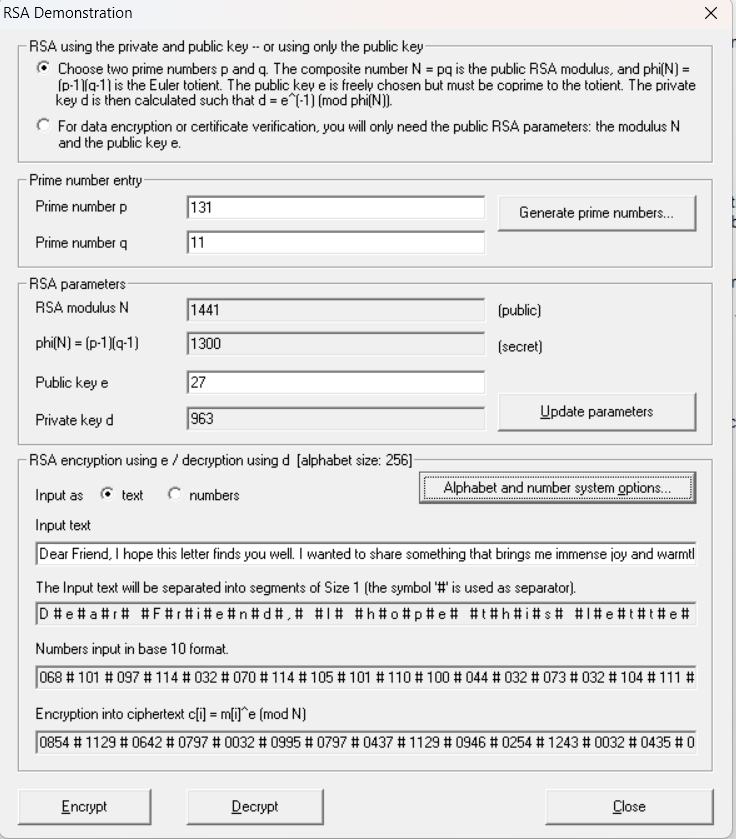 RSA Demonstration
RSA using the private and public key -- or using only the public key
Choose two prime numbers p and q. The composite number N = pq is the public RSA modulus, and phi(N) =
(p-1)(q-1) is the Euler totient. The public key e is freely chosen but must be coprime to the totient. The private
key d is then calculated such that d = e^(-1) (mod phi(N)).
For data encryption or certificate verification, you will only need the public RSA parameters: the modulus N
and the public key e.
Prime number entry
Prime number p 131 Generate prime numbers...
Prime number q 11
RSA parameters
RSA modulus N 1441 (public)
phi(N) = (p-1)(q-1) 1300 (secret)
Public key e 27
Private key d 963 Update parameters
RSA encryption using e / decryption using d [alphabet size: 256]
Input as text numbers Alphabet and number system options...
Input text
Dear Friend, I hope this letter finds you well. I wanted to share something that brings me immense joy and
The Input text will be separated into segments of Size 1 (the symbol '#' is used as separator).
D # e # a # r # # F # r # i # e # n # d # , # # I # # h # o # p # e # # t # h # i # s # # l # e # t # t # e #
Numbers input in base 10 format.
068 # 101 # 097 # 114 # 032 # 070 # 114 # 105 # 101 # 110 # 100 # 044 # 032 # 073 # 032 # 104 # 111 #
Encryption into ciphertext c[i] = m[i]^e (mod N)
0854 # 1129 # 0642 # 0797 # 0032 # 0995 # 0797 # 0437 # 1129 # 0946 # 0254 # 1243 # 0032 # 0435 # 0
Encrypt Decrypt Close